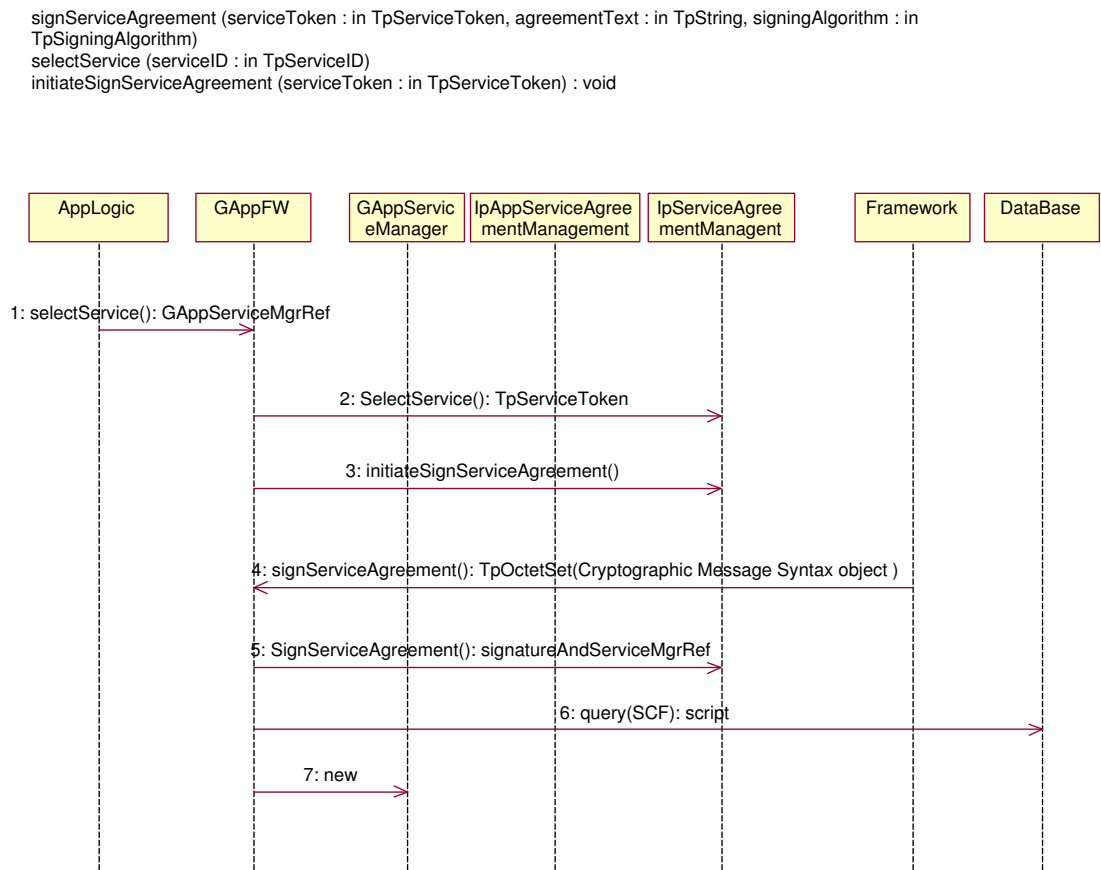 signServiceAgreement (serviceToken : in TpServiceToken, agreementText : in TpString, signingAlgorithm : in
TpSigningAlgorithm)
selectService (serviceID : in TpServiceID)
initiateSignServiceAgreement (serviceToken : in TpServiceToken) : void
AppLogic
GAppFW
GAppServic
eManager
IpAppServiceAgree
mentManagement
IpServiceAgree
mentManagent
Framework
DataBase
1: selectService(): GAppServiceMgrRef
2: SelectService(): TpServiceToken
3: initiateSignServiceAgreement()
4: signServiceAgreement(): TpOctetSet(Cryptographic Message Syntax object )
5: SignServiceAgreement(): signatureAndServiceMgrRef
6: query(SCF): script
7: new